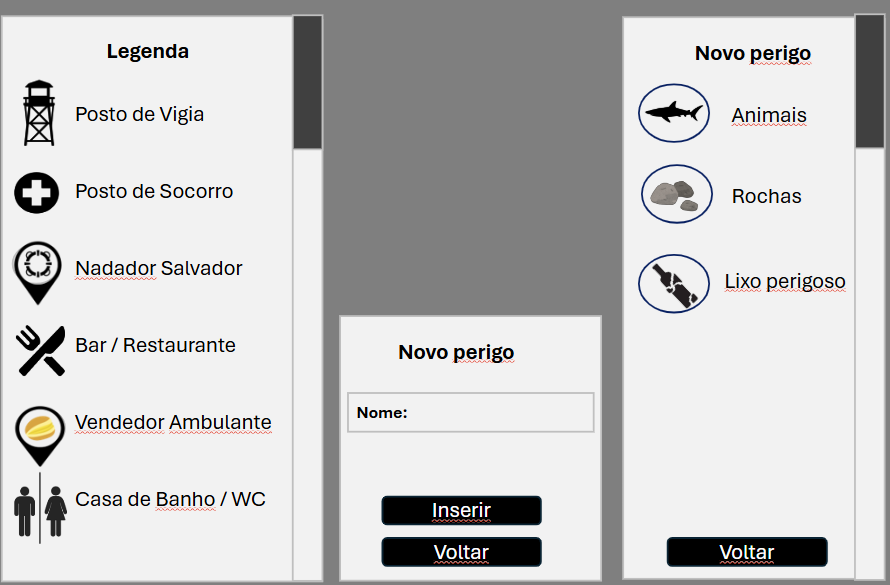 Legenda
Posto de Vigia
Posto de Socorro
Nadador Salvador
Bar / Restaurante
Vendedor Ambulante
Casa de Banho / WC
Novo perigo
Nome:
Inserir
Voltar
Novo perigo
Animais
Rochas
Lixo perigoso
Voltar